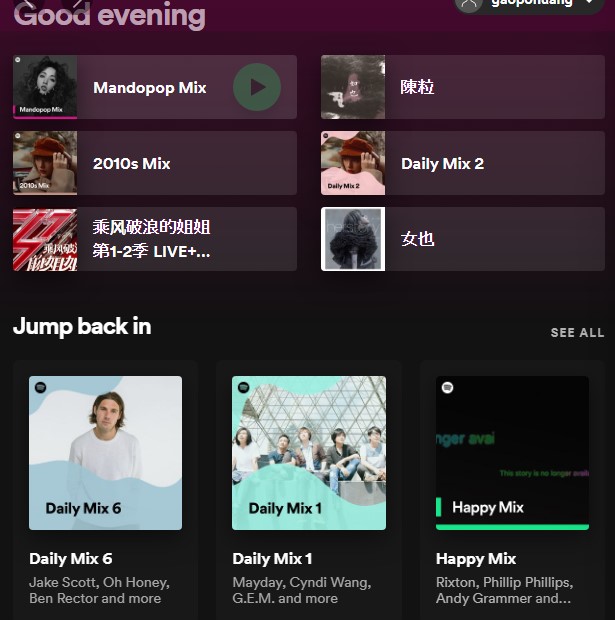 Good evening
gaopohuang
Mandopop Mix
Mandopop Mix
陳粒
如
也
2010s Mix
2010s Mix
Daily Mix 2
Daily Mix 2
乘风破浪的姐姐
第1-2季 LIVE+...
女也
Jump back in
SEE ALL
Daily Mix 6
Daily Mix 1
nger avai
This story is no longer avail
Happy Mix
Daily Mix 6
Jake Scott, Oh Honey,
Ben Rector and more
Daily Mix 1
Mayday, Cyndi Wang,
G.E.M. and more
Happy Mix
Rixton, Phillip Phillips,
Andy Grammer and...